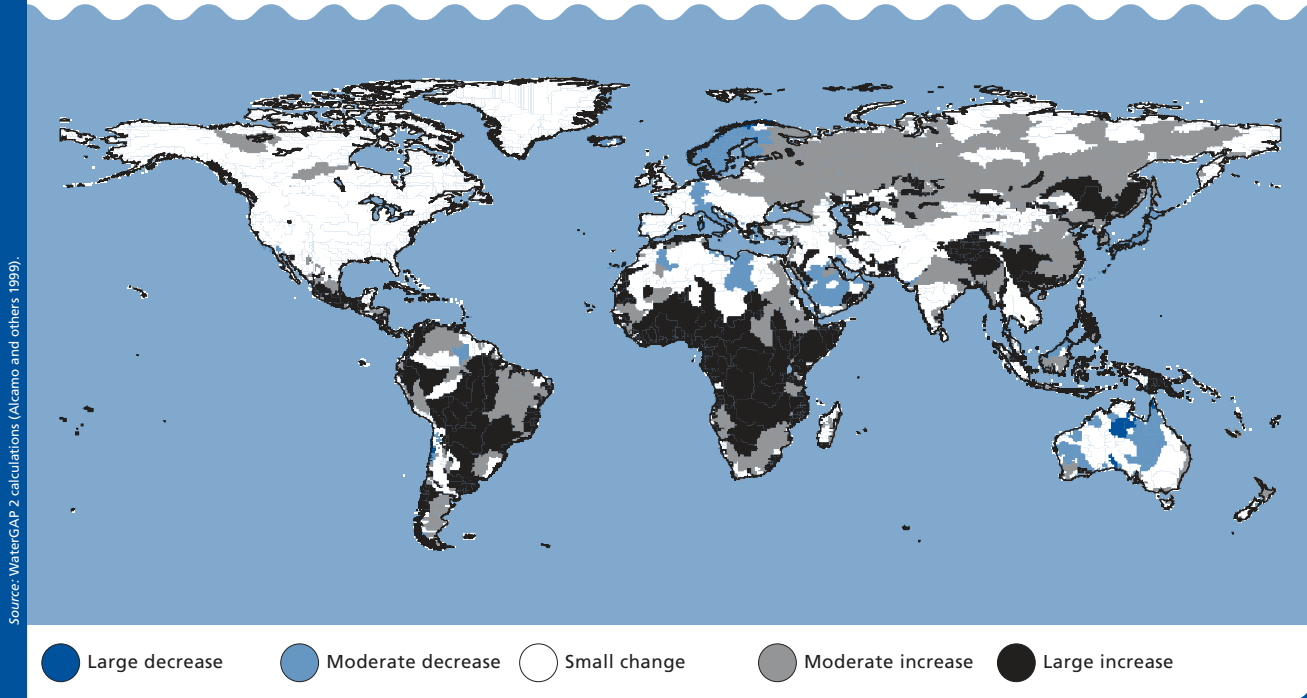 Source: WaterGAP 2 calculations (Alcamo and others 1999).
Large decrease
Moderate decrease
Small change
Moderate increase
Large increase